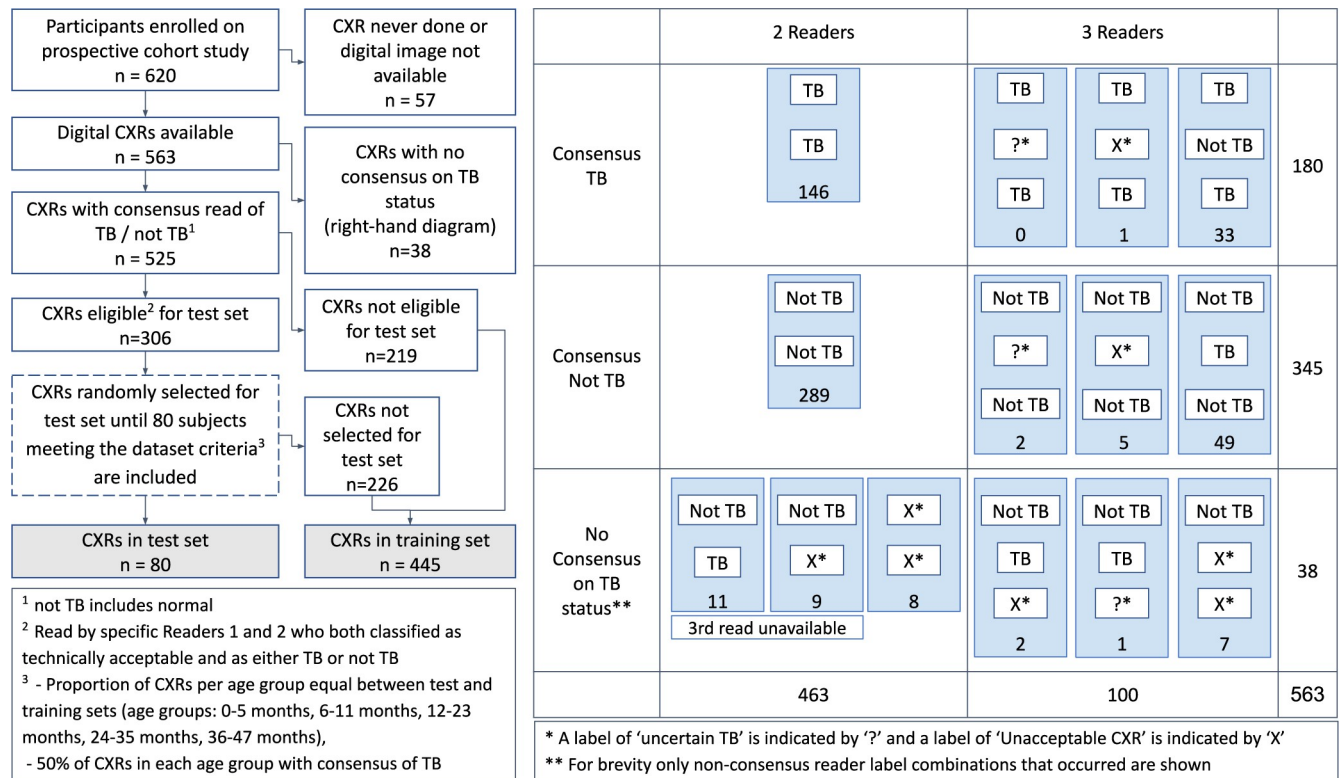 Participants enrolled on
prospective cohort study
n = 620
CXR never done or
digital image not
available
n = 57
Digital CXRs available
n = 563
CXRs with no
consensus on TB
status
(right-hand diagram)
n=38
CXRs with consensus read of
TB / not TB¹
n = 525
CXRs eligible² for test set
n=306
CXRs not eligible
for test set
n=219
CXRs randomly selected for
test set until 80 subjects
meeting the dataset criteria³
are included
CXRs not
selected for
test set
n=226
CXRs in test set
n = 80
CXRs in training set
n = 445
¹ not TB includes normal
² Read by specific Readers 1 and 2 who both classified as
technically acceptable and as either TB or not TB
³ - Proportion of CXRs per age group equal between test and
training sets (age groups: 0-5 months, 6-11 months, 12-23
months, 24-35 months, 36-47 months),
- 50% of CXRs in each age group with consensus of TB
2 Readers 3 Readers
Consensus
TB
TB
TB
146
TB
?*
TB
0
TB
X*
TB
1
TB
Not TB
TB
33
180
Consensus
Not TB
Not TB
Not TB
289
Not TB
?*
Not TB
2
Not TB
X*
Not TB
5
Not TB
TB
Not TB
49
345
No
Consensus
on TB
status**
Not TB
TB
11
Not TB
X*
9
X*
X*
8
3rd read unavailable
Not TB
TB
X*
2
Not TB
TB
?*
1
Not TB
X*
X*
7
38
463 100 563
* A label of ‘uncertain TB’ is indicated by ‘?’ and a label of ‘Unacceptable CXR’ is indicated by ‘X’
** For brevity only non-consensus reader label combinations that occurred are shown